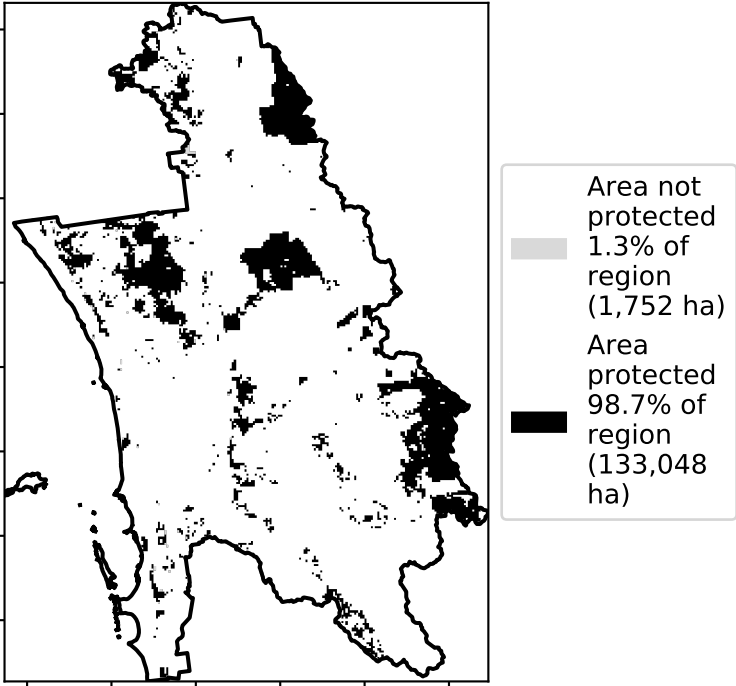 Area not
protected
1.3% of
region
(1,752 ha)
Area
protected
98.7% of
region
(133,048
ha)